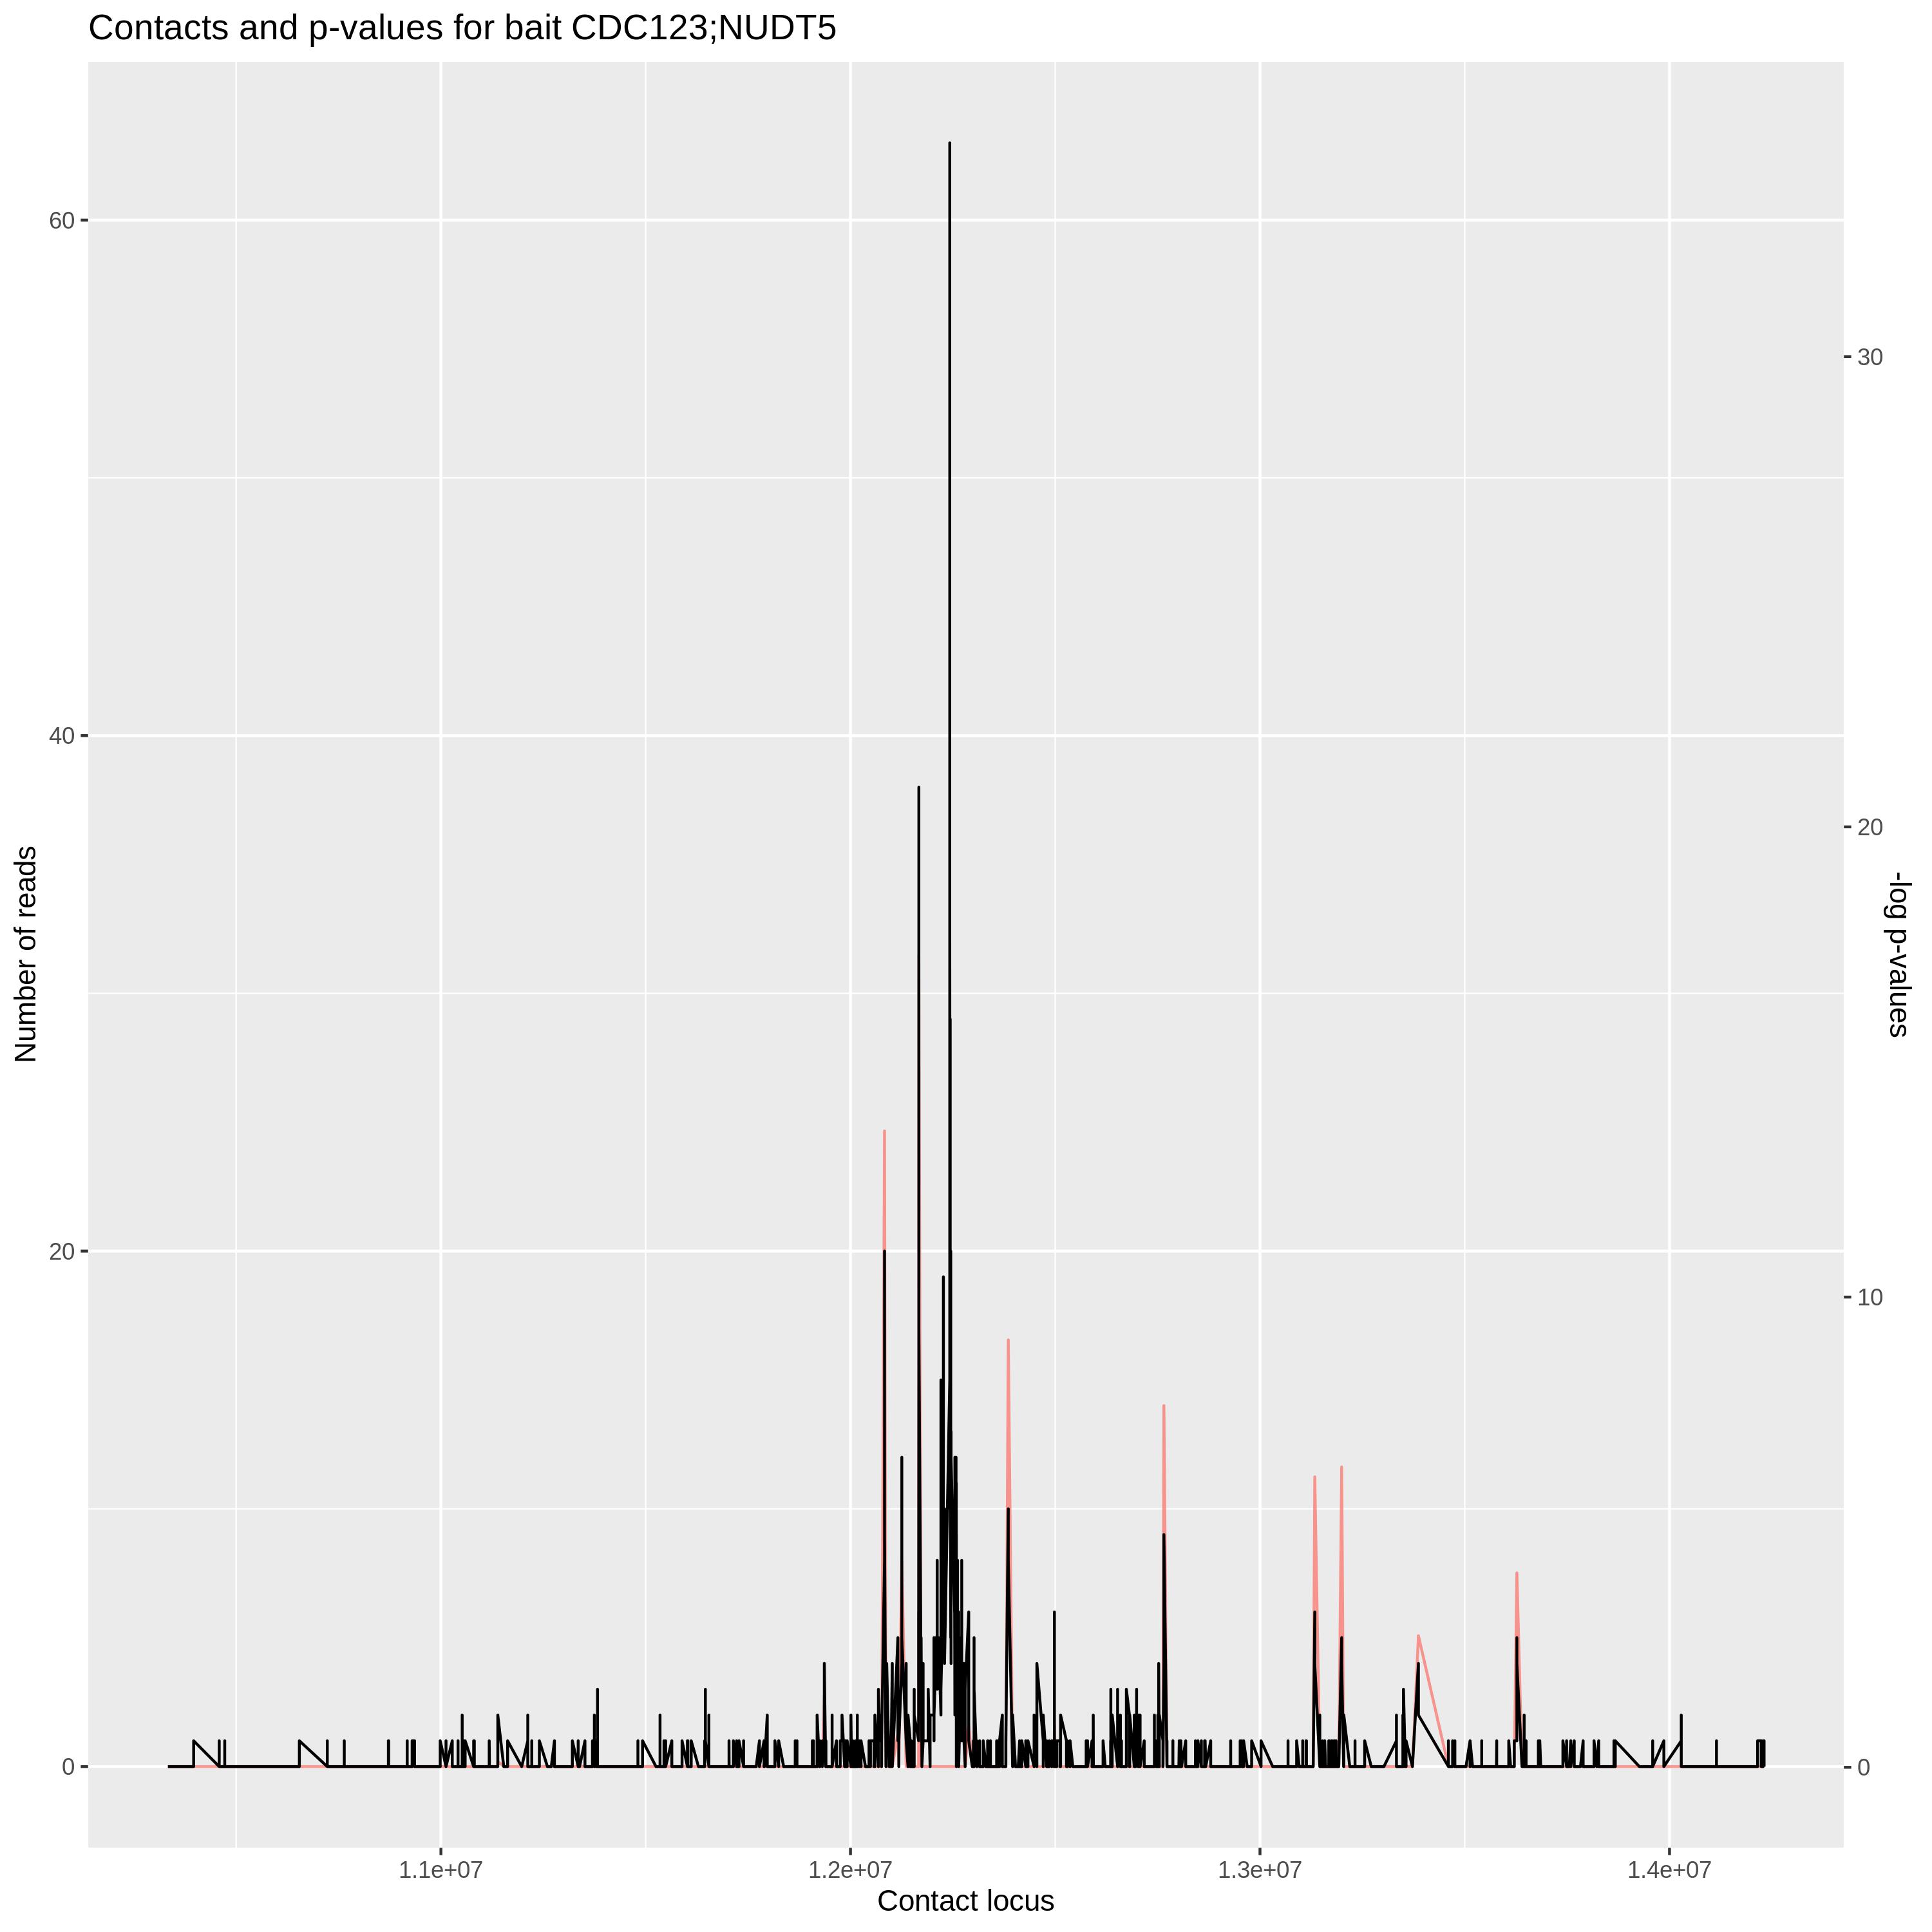 Contacts and p-values for bait CDC123;NUDT5
60
40
20
0
Number of reads
30
20
10
0
-log p-values
1.1e+07
1.2e+07
1.3e+07
1.4e+07
Contact locus